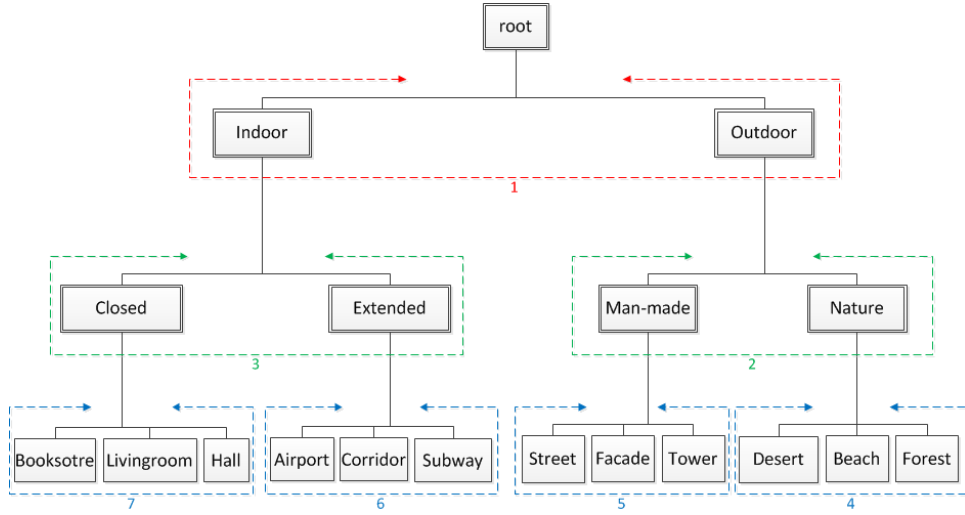 root
Indoor
Outdoor
1
Closed
Extended
Man-made
Nature
3
2
Booksotre
Livingroom
Hall
Airport
Corridor
Subway
Street
Facade
Tower
Desert
Beach
Forest
7
6
5
4